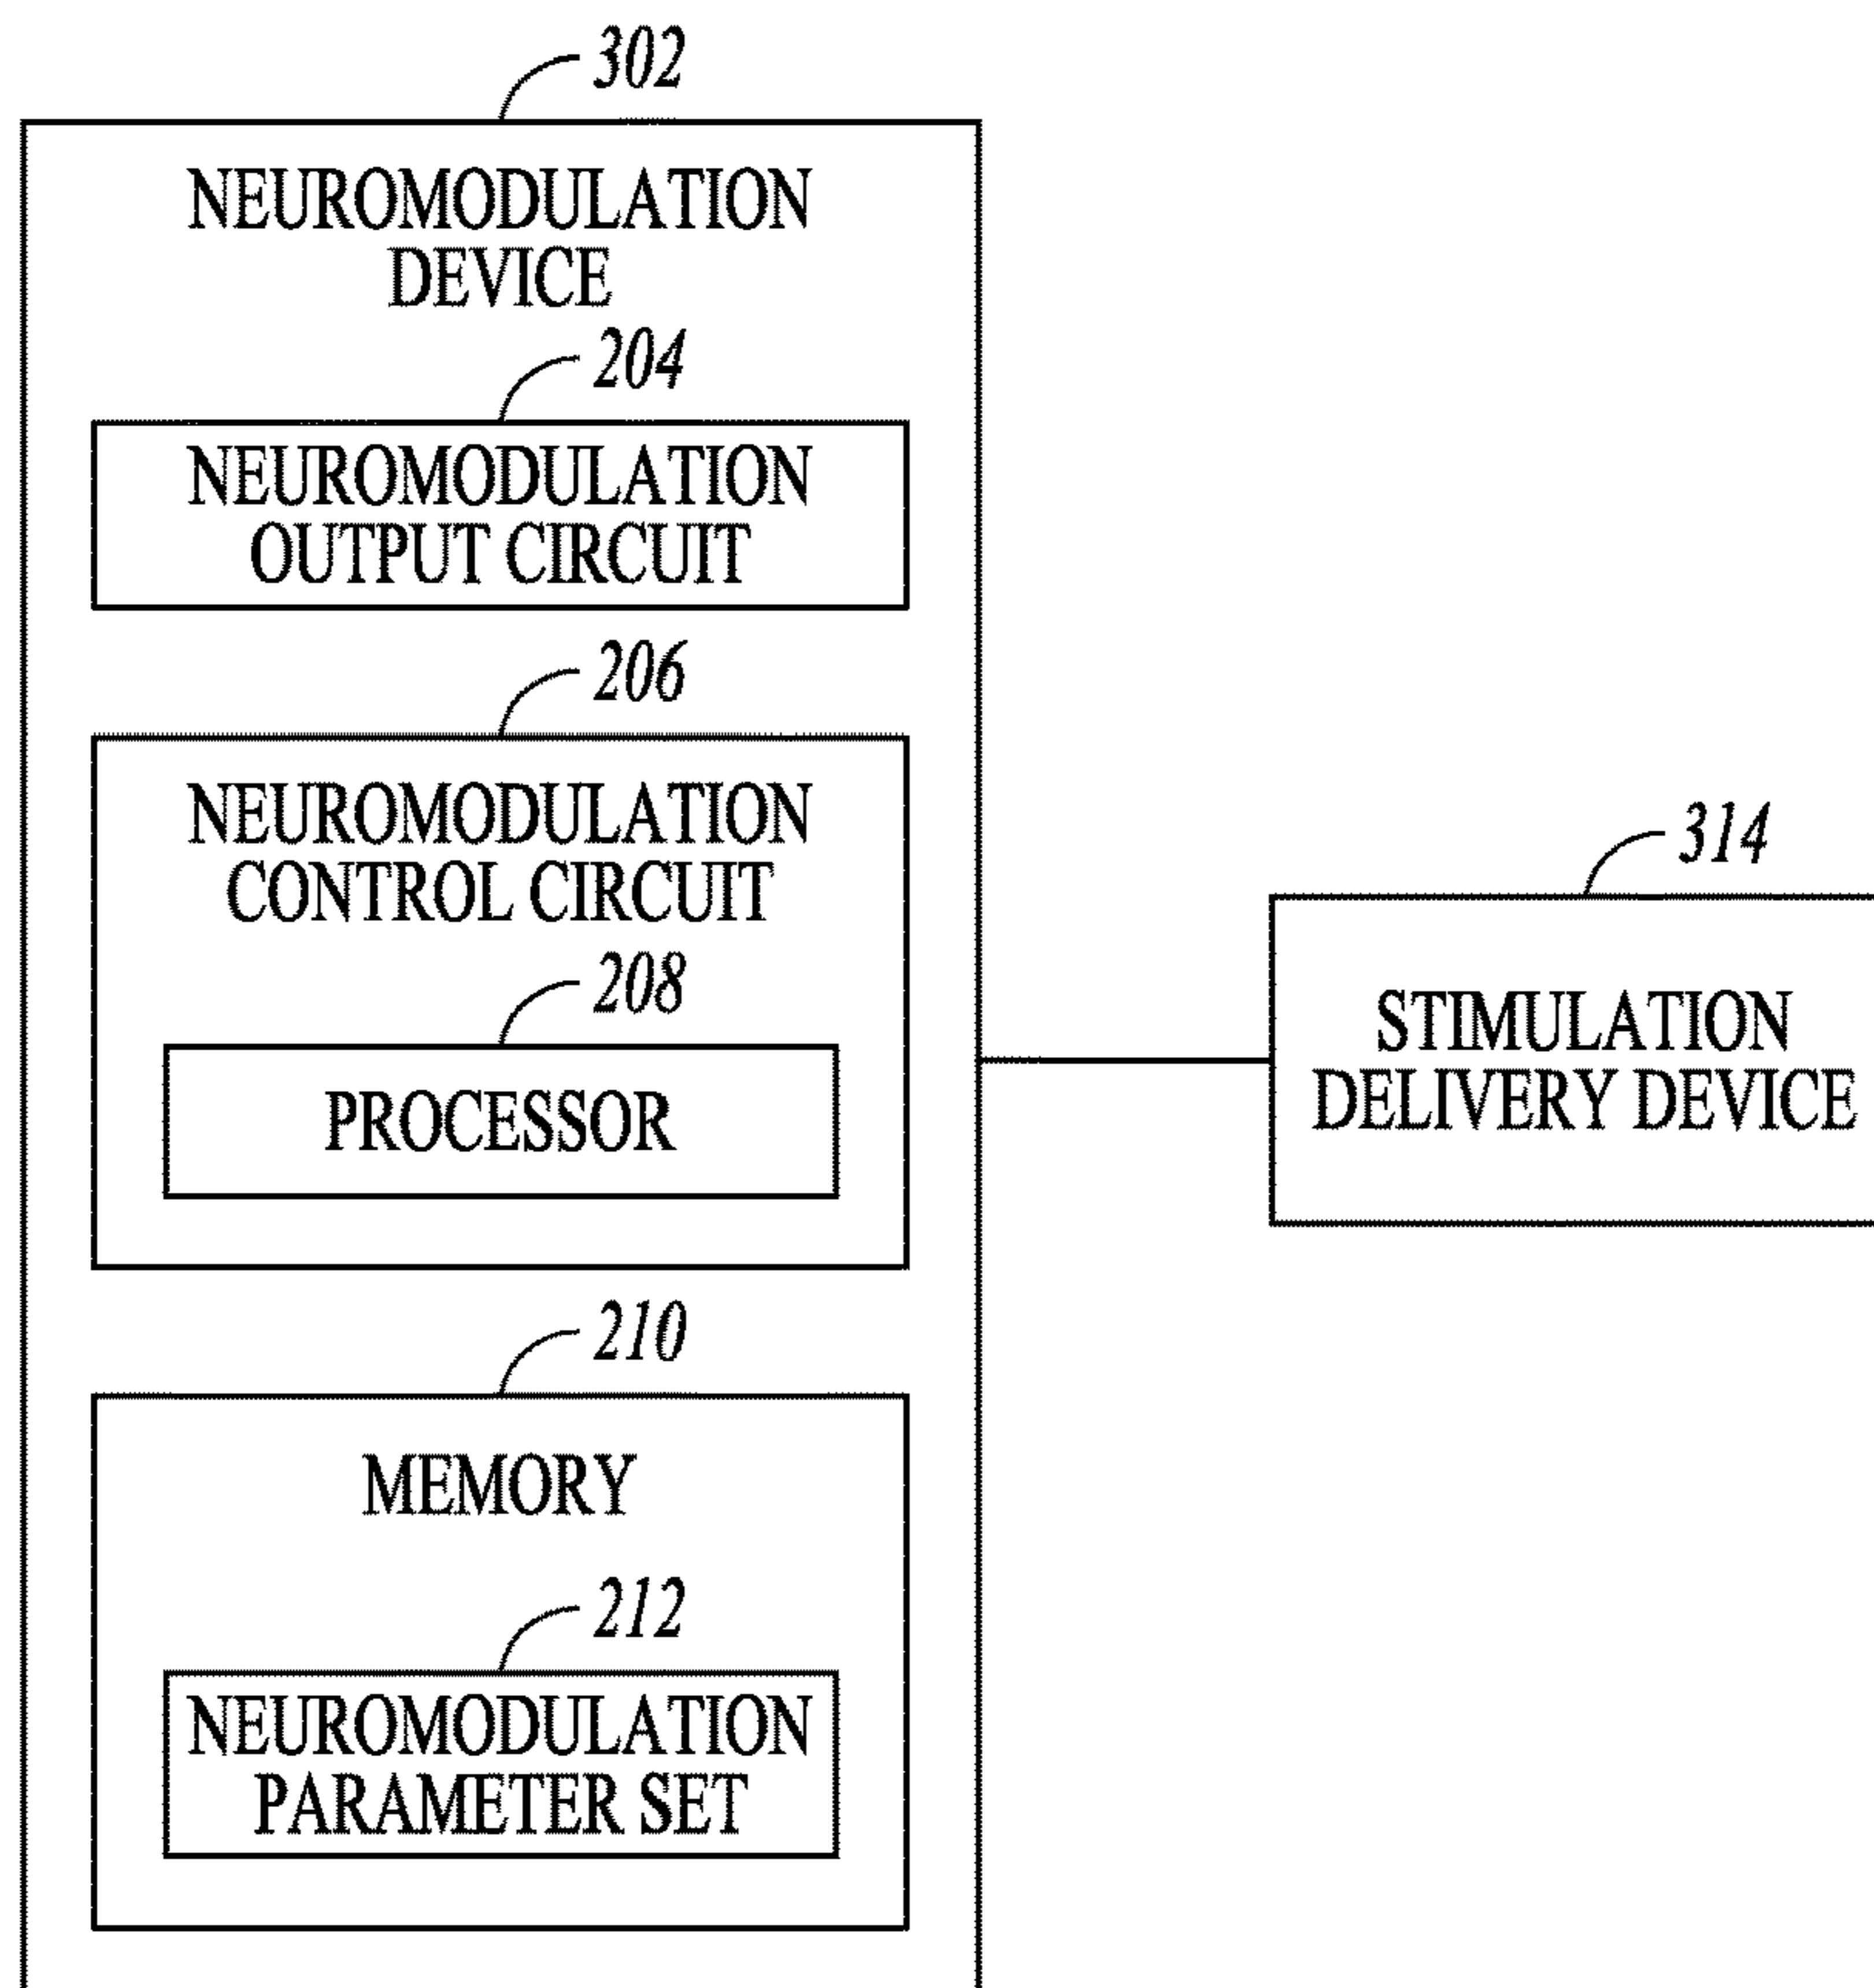 302
NEUROMODULATION
DEVICE
204
NEUROMODULATION
OUTPUT CIRCUIT
206
NEUROMODULATION
CONTROL CIRCUIT
208
PROCESSOR
210
MEMORY
212
NEUROMODULATION
PARAMETER SET
314
STIMULATION
DELIVERY DEVICE